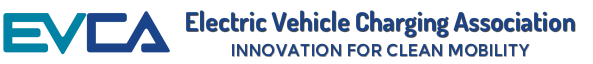 EVCA
Electric Vehicle Charging Association
INNOVATION FOR CLEAN MOBILITY